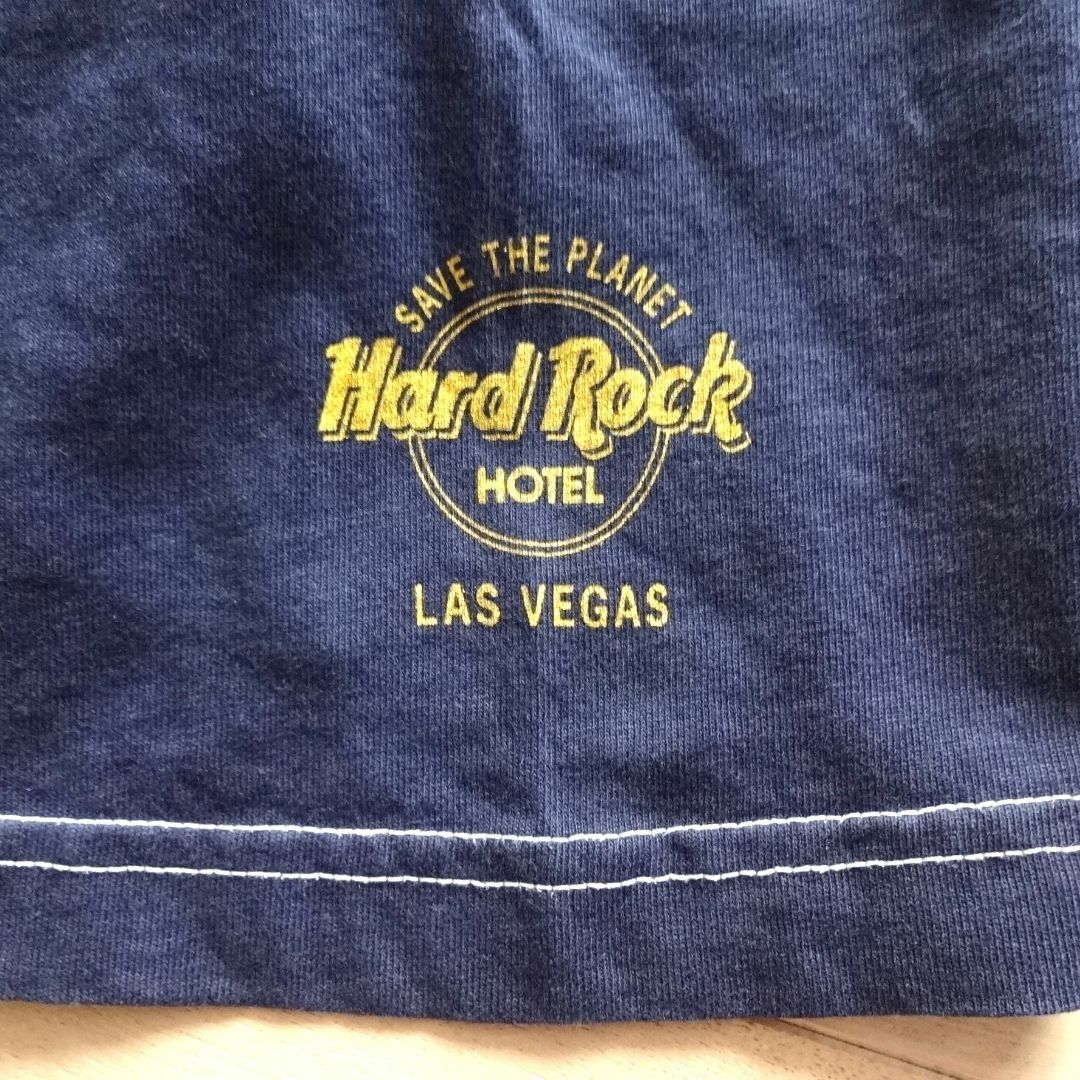 SAVE THE PLANET
Hard Rock
HOTEL
LAS VEGAS